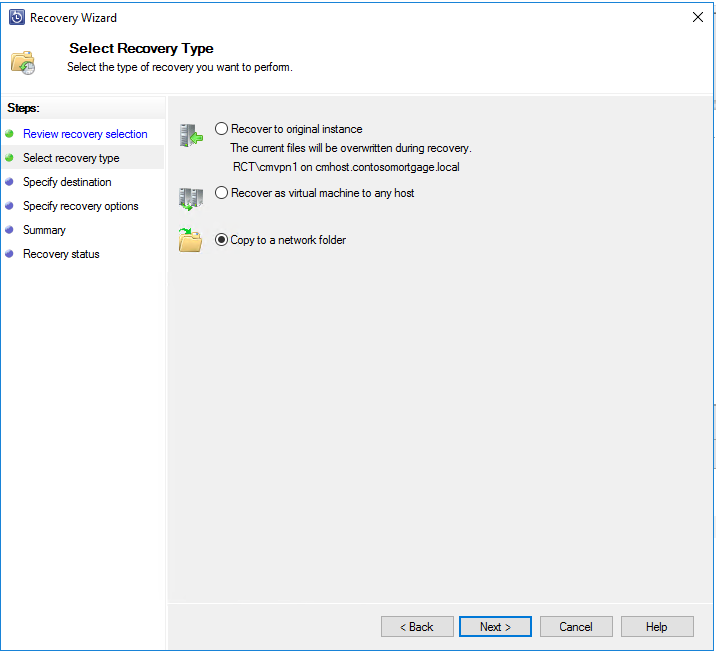 Recovery Wizard
Select Recovery Type
Select the type of recovery you want to perform.
Steps:
Review recovery selection
Select recovery type
Specify destination
Specify recovery options
Summary
Recovery status
Recover to original instance
The current files will be overwritten during recovery.
RCT\cmvpn1 on cmhost.contosomortgage.local
Recover as virtual machine to any host
Copy to a network folder
< Back
Next >
Cancel
Help